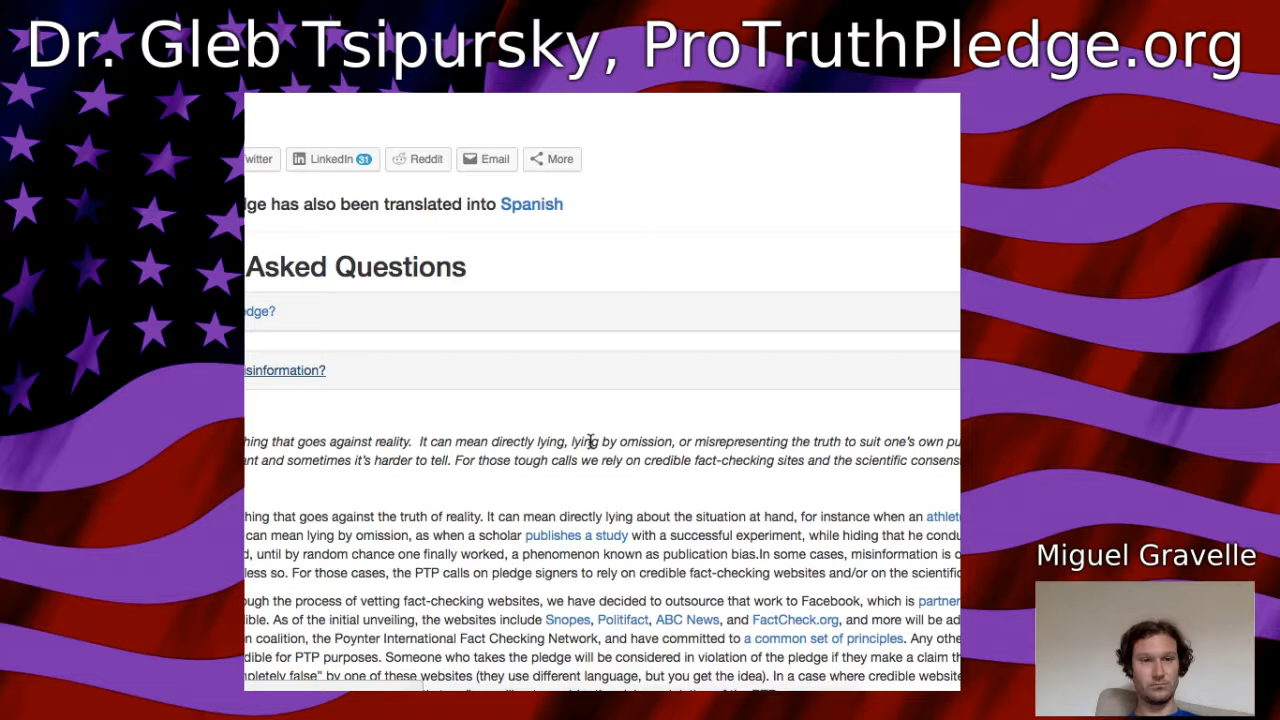 Dr. Gleb Tsipursky, ProTruthPledge.org
witter LinkedIn 31 Reddit Email More
dge has also been translated into Spanish
Asked Questions
edge?
sinformation?
hing that goes against reality. It can mean directly lying, lying by omission, or misrepresenting the truth to suit one's own pu
ant and sometimes it's harder to tell. For those tough calls we rely on credible fact-checking sites and the scientific consens
hing that goes against the truth of reality. It can mean directly lying about the situation at hand, for instance when an athlet
can mean lying by omission, as when a scholar publishes a study with a successful experiment, while hiding that he condu
d, until by random chance one finally worked, a phenomenon known as publication bias.In some cases, misinformation is
less so. For those cases, the PTP calls on pledge signers to rely on credible fact-checking websites and/or on the scientific
ough the process of vetting fact-checking websites, we have decided to outsource that work to Facebook, which is partner
ible. As of the initial unveiling, the websites include Snopes, Politifact, ABC News, and FactCheck.org, and more will be ad
n coalition, the Poynter International Fact Checking Network, and have committed to a common set of principles. Any othe
dible for PTP purposes. Someone who takes the pledge will be considered in violation of the pledge if they make a claim th
mpletely false" by one of these websites (they use different language, but you get the idea). In a case where credible website
Miguel Gravelle